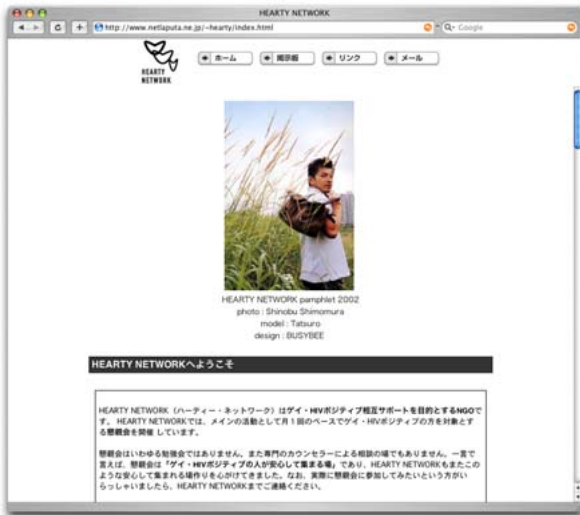 HEARTY NETWORK
http://www.netlaputa.ne.jp/~hearty/index.html
Google
HEARTY
NETWORK
ホーム
掲示板
リンク
メール
HEARTY NETWORK pamphlet 2002
photo : Shinobu Shimomura
model : Tatsuro
design : BUSYBEE
HEARTY NETWORKへようこそ
HEARTY NETWORK（ハーティー・ネットワーク）はゲイ・HIVポジティブ相互サポートを目的とするNGOで
す。 HEARTY NETWORKでは、メインの活動として月１回のペースでゲイ・HIVポジティブの方を対象とす
る懇親会を開催 しています。
懇親会はいわゆる勉強会ではありません。また専門のカウンセラーによる相談の場でもありません。一言で
言えば、懇親会は「ゲイ・HIVポジティブの人が安心して集まる場」であり、HEARTY NETWORKもまたこの
ような安心して集まれる場作りを心がけてきました。なお、実際に懇親会に参加してみたいという方がい
らっしゃいましたら、HEARTY NETWORKまでご連絡ください。